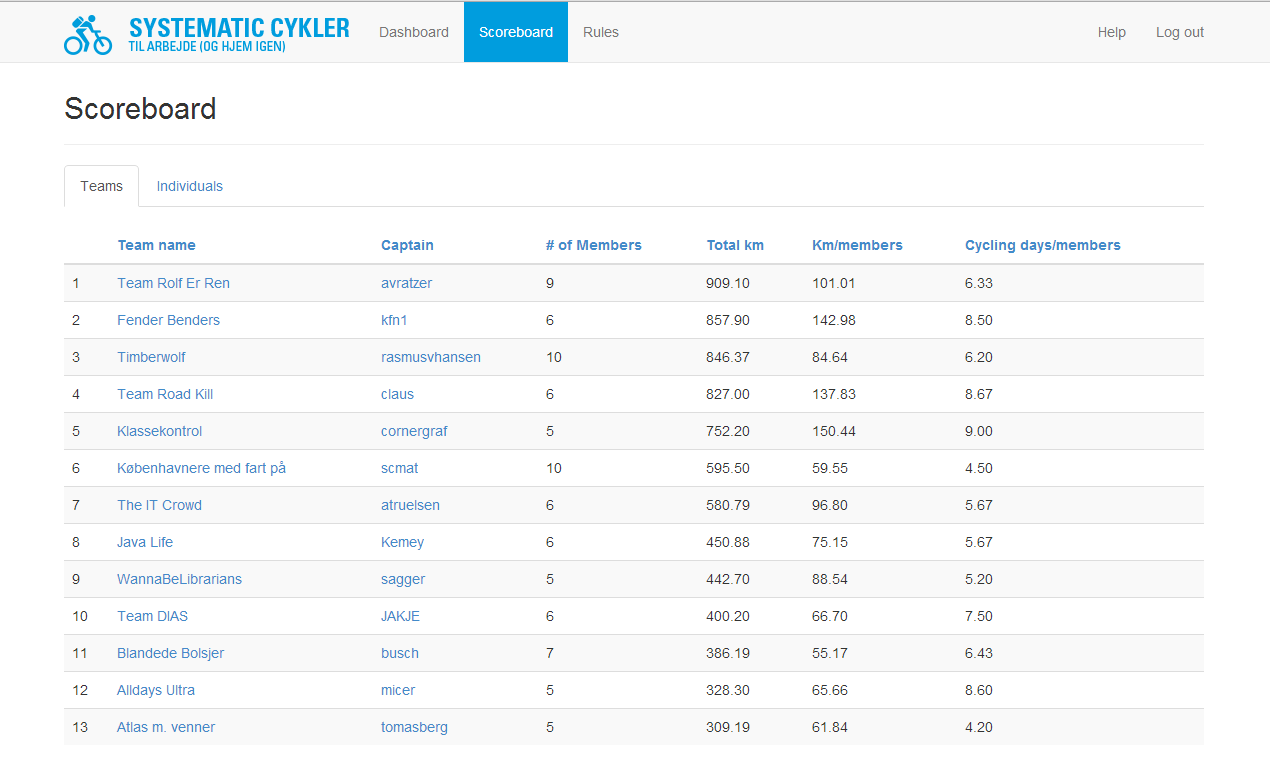 SYSTEMATIC CYKLER
TIL ARBEJDE (OG HJEM IGEN)
Dashboard Scoreboard Rules Help Log out
Scoreboard
Teams Individuals
Team name Captain # of Members Total km Km/members Cycling days/members
1 Team Rolf Er Ren avratzer 9 909.10 101.01 6.33
2 Fender Benders kfn1 6 857.90 142.98 8.50
3 Timberwolf rasmusvhansen 10 846.37 84.64 6.20
4 Team Road Kill claus 6 827.00 137.83 8.67
5 Klassekontrol cornergraf 5 752.20 150.44 9.00
6 Københavnere med fart på scmat 10 595.50 59.55 4.50
7 The IT Crowd atruelsen 6 580.79 96.80 5.67
8 Java Life Kemey 6 450.88 75.15 5.67
9 WannaBeLibrarians sagger 5 442.70 88.54 5.20
10 Team DIAS JAKJE 6 400.20 66.70 7.50
11 Blandede Bolsjer busch 7 386.19 55.17 6.43
12 Alldays Ultra micer 5 328.30 65.66 8.60
13 Atlas m. venner tomasberg 5 309.19 61.84 4.20